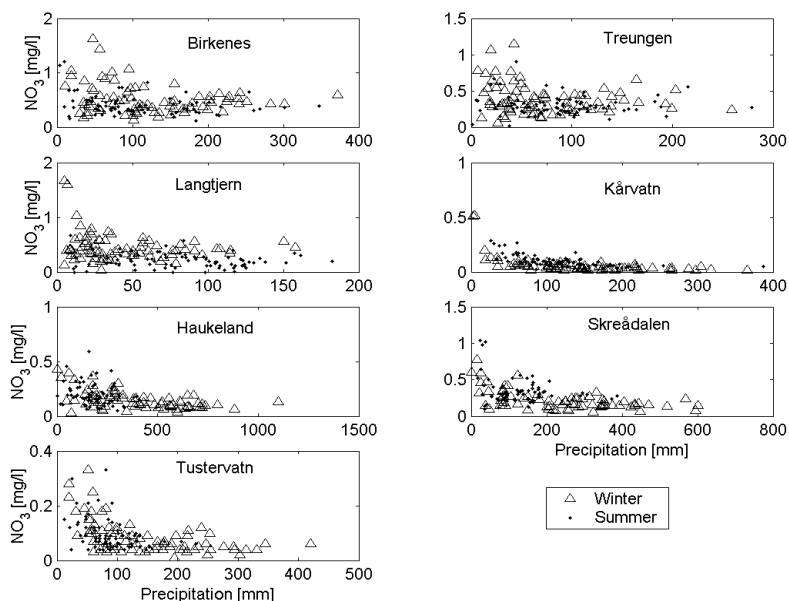 Birkenes
NO3 [mg/l]
2
1
0
0 100 200 300 400
Treungen
1.5
1
0.5
0
0 100 200 300
Langtjern
NO3 [mg/l]
2
1
0
0 50 100 150 200
Kårvatn
1
0.5
0
0 100 200 300 400
Haukeland
NO3 [mg/l]
1
0.5
0
0 500 1000 1500
Skreådalen
1.5
1
0.5
0
0 200 400 600 800
Precipitation [mm]
Tustervatn
NO3 [mg/l]
0.4
0.2
0
0 100 200 300 400 500
Precipitation [mm]
Winter
Summer